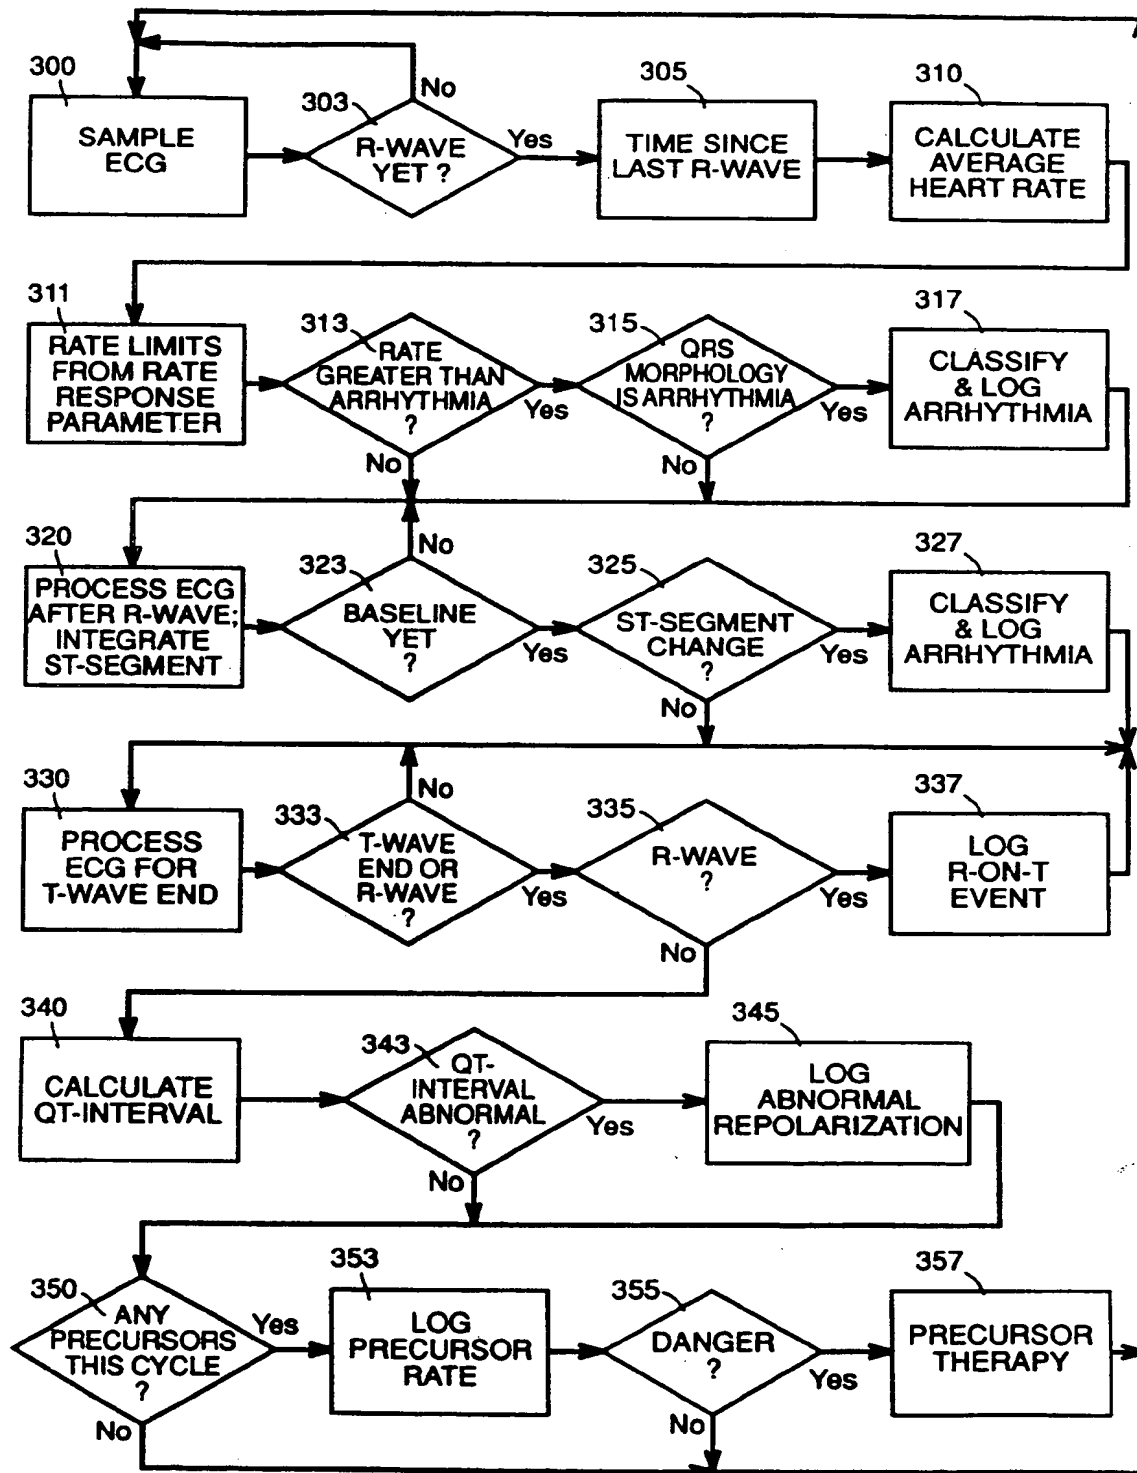 300
SAMPLE
ECG
303
R-WAVE
YET ?
No
Yes
305
TIME SINCE
LAST R-WAVE
310
CALCULATE
AVERAGE
HEART RATE
311
RATE LIMITS
FROM RATE
RESPONSE
PARAMETER
313
RATE
GREATER THAN
ARRHYTHMIA
?
Yes
No
315
QRS
MORPHOLOGY
IS ARRHYTHMIA
?
Yes
No
317
CLASSIFY
& LOG
ARRHYTHMIA
320
PROCESS ECG
AFTER R-WAVE;
INTEGRATE
ST-SEGMENT
323
BASELINE
YET
?
No
Yes
325
ST-SEGMENT
CHANGE
?
Yes
No
327
CLASSIFY
& LOG
ARRHYTHMIA
330
PROCESS
ECG FOR
T-WAVE END
333
T-WAVE
END OR
R-WAVE
?
No
Yes
335
R-WAVE
?
Yes
No
337
LOG
R-ON-T
EVENT
340
CALCULATE
QT-INTERVAL
343
QT-
INTERVAL
ABNORMAL
?
Yes
No
345
LOG
ABNORMAL
REPOLARIZATION
350
ANY
PRECURSORS
THIS CYCLE
?
Yes
No
353
LOG
PRECURSOR
RATE
355
DANGER
?
Yes
No
357
PRECURSOR
THERAPY